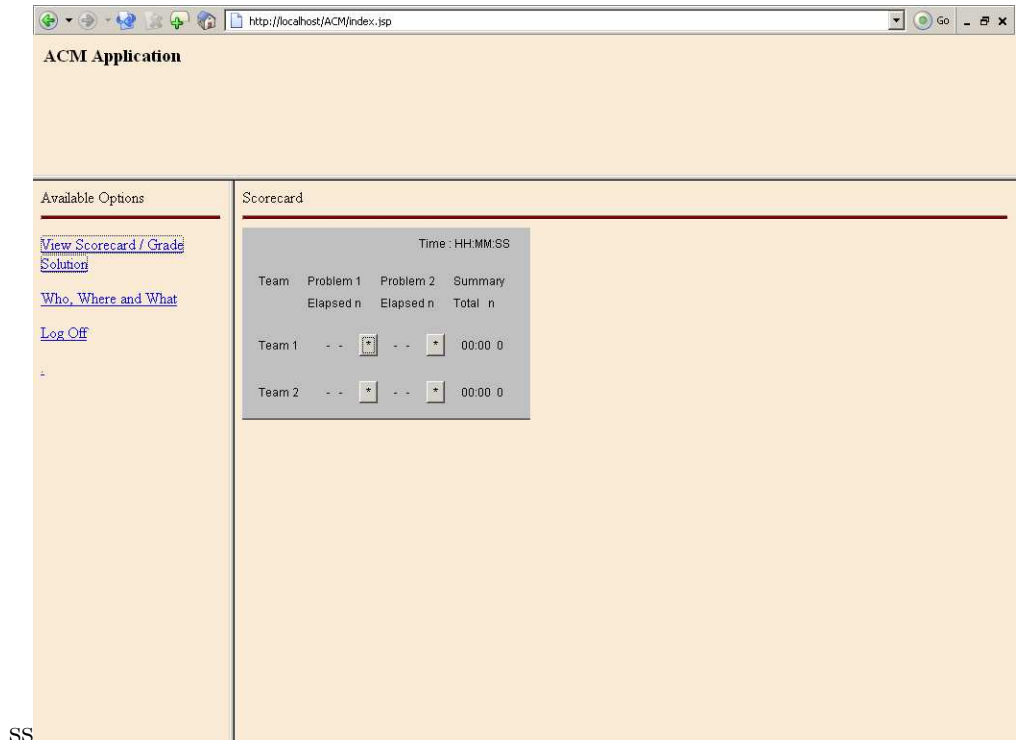 http://localhost/ACM/index.jsp Go
ACM Application
Available Options
View Scorecard / Grade
Solution
Who, Where and What
Log Off
.
Scorecard
Time : HH:MM:SS
Team Problem 1 Problem 2 Summary
Elapsed n Elapsed n Total n
Team 1 - - * - - * 00:00 0
Team 2 - - * - - * 00:00 0
SS